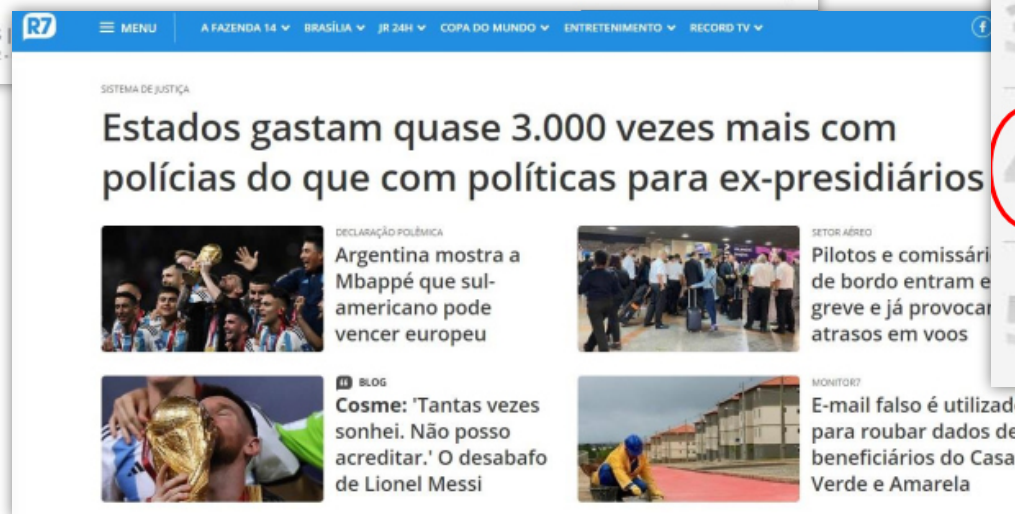 R7
MENU
A FAZENDA 14
BRASÍLIA
JR 24H
COPA DO MUNDO
ENTRETENIMENTO
RECORD TV
SISTEMA DE JUSTIÇA
Estados gastam quase 3.000 vezes mais com
polícias do que com políticas para ex-presidiários
DECLARAÇÃO POLÊMICA
Argentina mostra a
Mbappé que sul-
americano pode
vencer europeu
SETOR AÉREO
Pilotos e comissári
de bordo entram e
greve e já provocar
atrasos em voos
BLOG
Cosme: 'Tantas vezes
sonhei. Não posso
acreditar.' O desabafo
de Lionel Messi
MONITOR7
E-mail falso é utilizad
para roubar dados de
beneficiários do Casa
Verde e Amarela